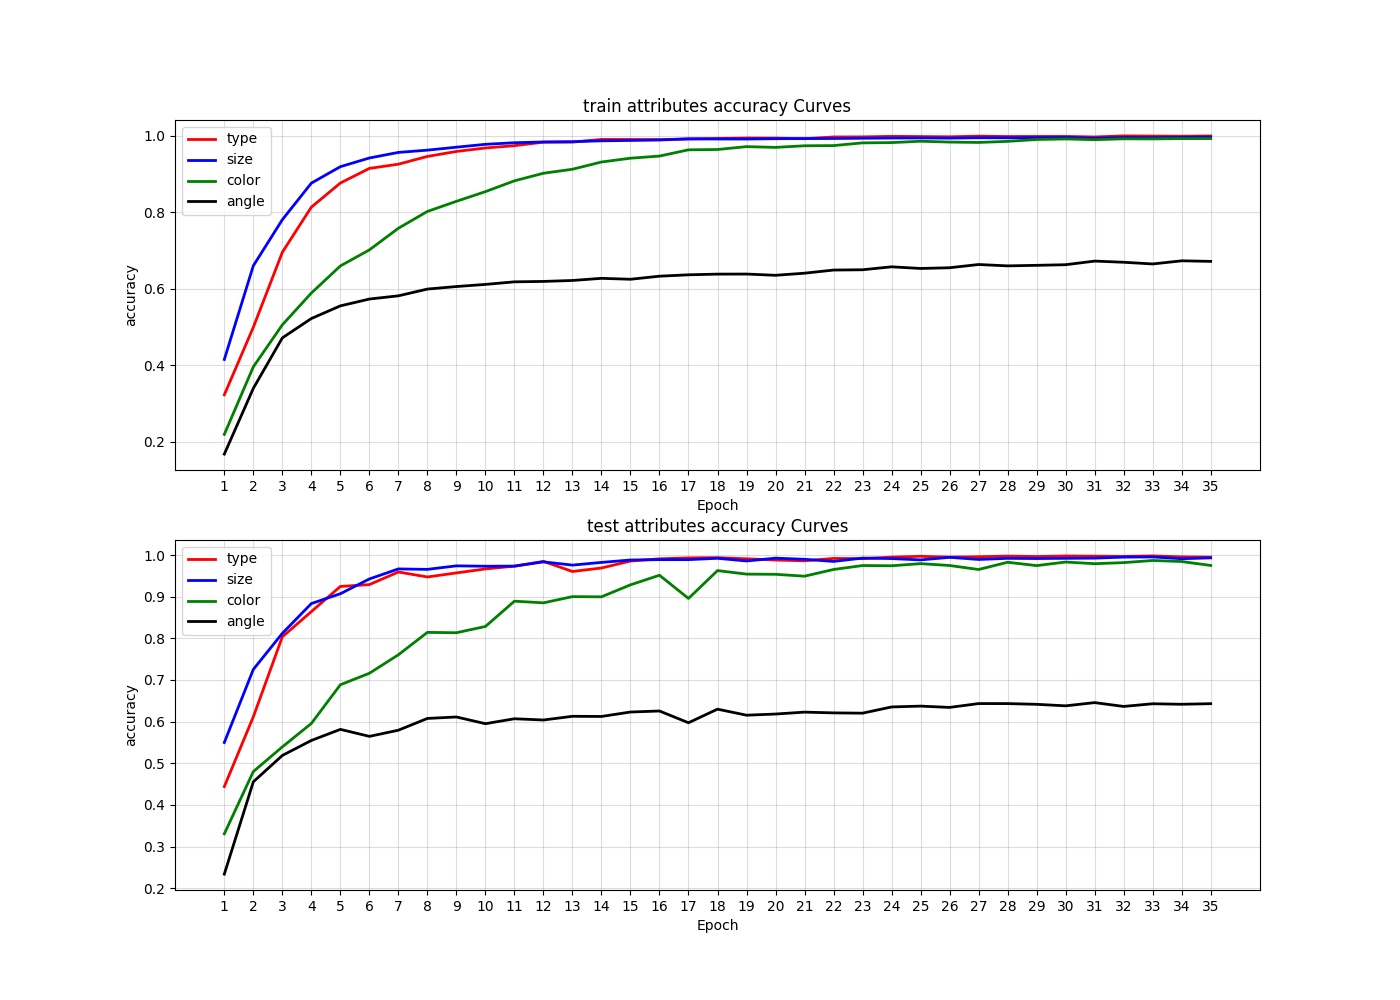 train attributes accuracy Curves
1.0
0.8
0.6
0.4
0.2
accuracy
type
size
color
angle
1 2 3 4 5 6 7 8 9 10 11 12 13 14 15 16 17 18 19 20 21 22 23 24 25 26 27 28 29 30 31 32 33 34 35
Epoch
test attributes accuracy Curves
1.0
0.9
0.8
0.7
0.6
0.5
0.4
0.3
0.2
accuracy
type
size
color
angle
1 2 3 4 5 6 7 8 9 10 11 12 13 14 15 16 17 18 19 20 21 22 23 24 25 26 27 28 29 30 31 32 33 34 35
Epoch